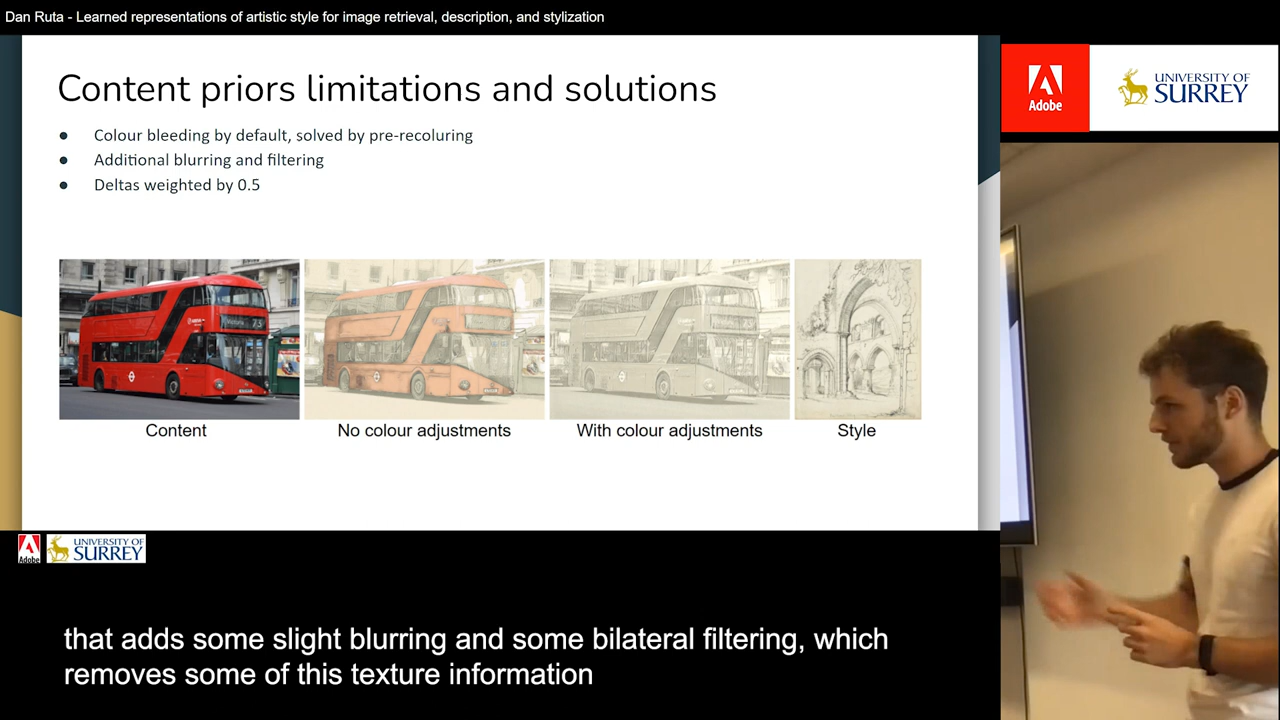 Dan Ruta - Learned representations of artistic style for image retrieval, description, and stylization
Content priors limitations and solutions
Colour bleeding by default, solved by pre-recoluring
Additional blurring and filtering
Deltas weighted by 0.5
Content
No colour adjustments
With colour adjustments
Style
Adobe
UNIVERSITY OF
SURREY
Adobe
UNIVERSITY OF
SURREY
that adds some slight blurring and some bilateral filtering, which
removes some of this texture information